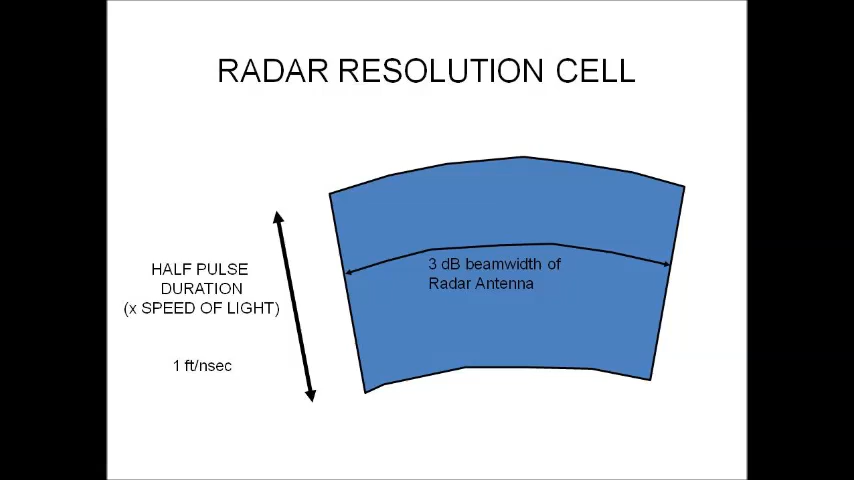 RADAR RESOLUTION CELL
3 dB beamwidth of
Radar Antenna
HALF PULSE
DURATION
(x SPEED OF LIGHT)
1 ft/nsec